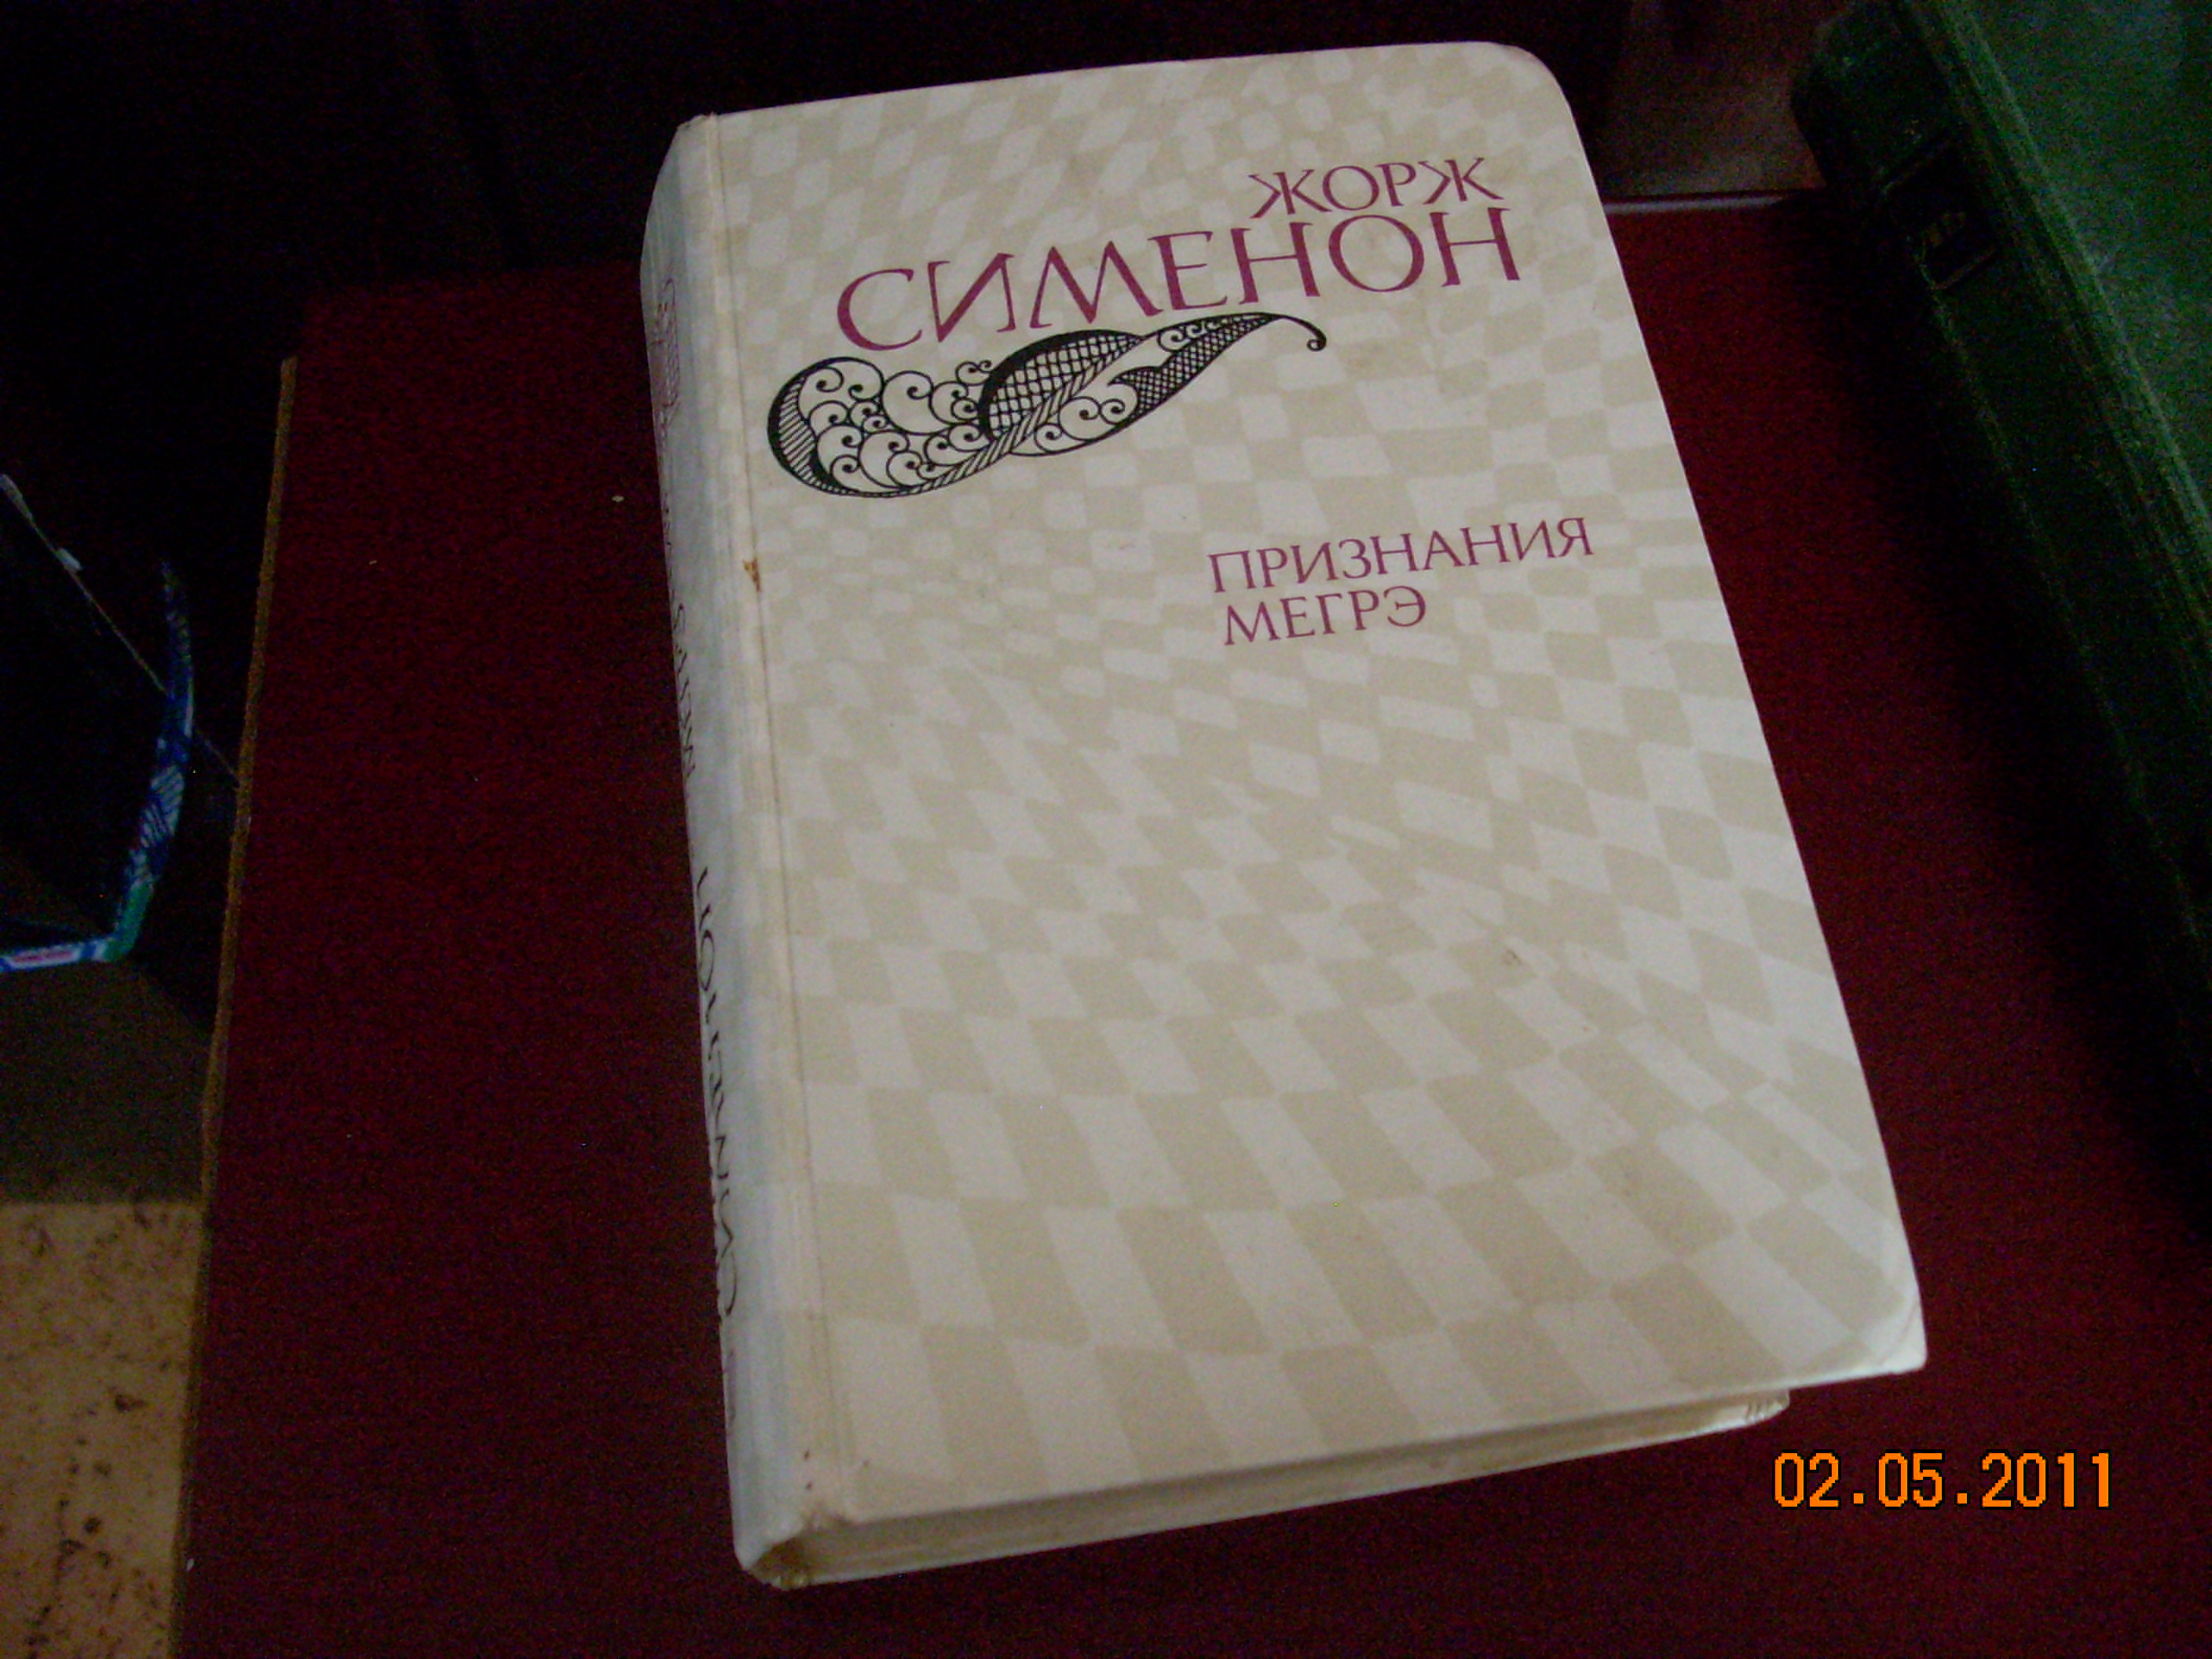 ЖОРЖ
СИМЕНОН
ПРИЗНАНИЯ
МЕГРЭ
02.05.2011